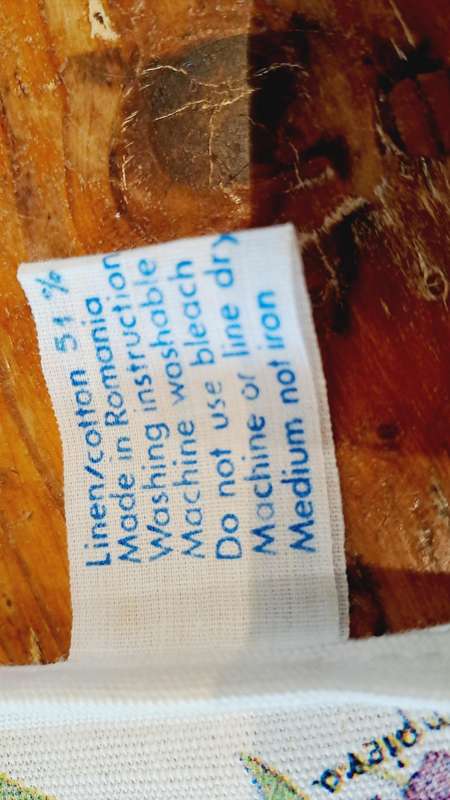 Linen/cotton 51 %
Made in Romania
Washing instruction
Machine washable
Do not use bleach
Machine or line dry
Medium not iron